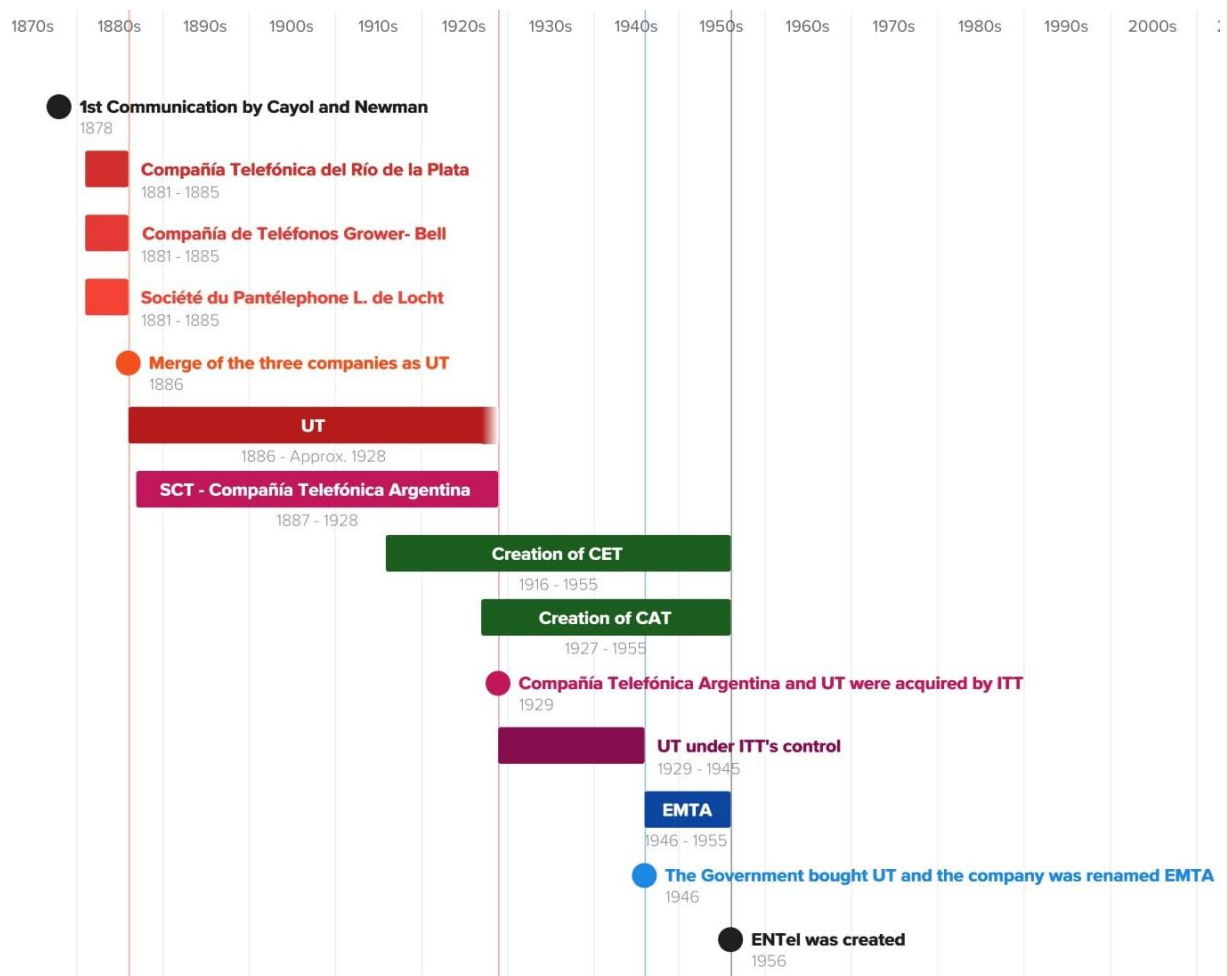 1870s 1880s 1890s 1900s 1910s 1920s 1930s 1940s 1950s 1960s 1970s 1980s 1990s 2000s
1st Communication by Cayol and Newman
1878
Compañía Telefónica del Río de la Plata
1881 - 1885
Compañía de Teléfonos Grower- Bell
1881 - 1885
Société du Pantélephone L. de Locht
1881 - 1885
Merge of the three companies as UT
1886
UT
1886 - Approx. 1928
SCT - Compañía Telefónica Argentina
1887 - 1928
Creation of CET
1916 - 1955
Creation of CAT
1927 - 1955
Compañía Telefónica Argentina and UT were acquired by ITT
1929
UT under ITT's control
1929 - 1945
EMTA
1946 - 1955
The Government bought UT and the company was renamed EMTA
1946
ENTel was created
1956